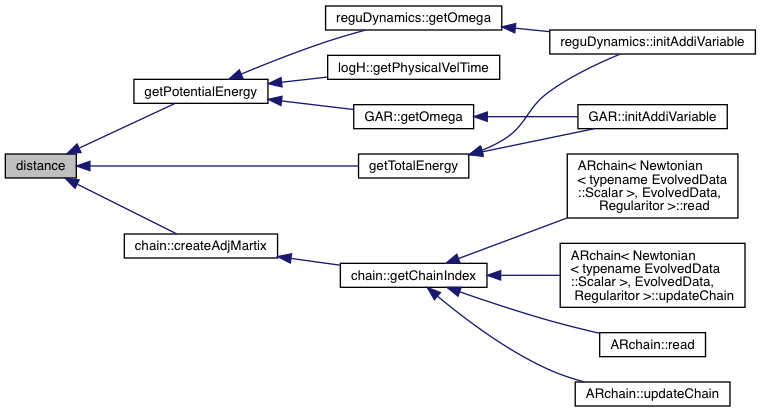 reguDynamics::getOmega
reguDynamics::initAddiVariable
logH::getPhysicalVelTime
getPotentialEnergy
GAR::getOmega
GAR::initAddiVariable
distance
getTotalEnergy
ARchain< Newtonian
< typename EvolvedData
::Scalar >, EvolvedData,
Regularitor >::read
chain::createAdjMartix
chain::getChainIndex
ARchain< Newtonian
< typename EvolvedData
::Scalar >, EvolvedData,
Regularitor >::updateChain
ARchain::read
ARchain::updateChain